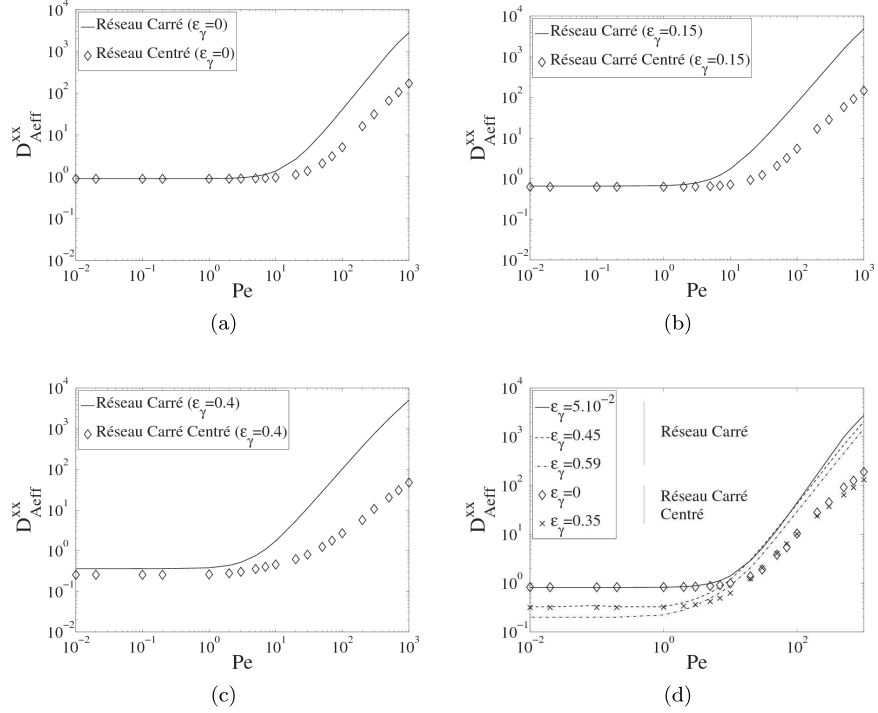 Réseau Carré (ε_γ=0)
Réseau Centré (ε_γ=0)
D^xx_Aeff
10^4
10^3
10^2
10^1
10^0
10^-1
10^-2
10^-2 10^-1 10^0 10^1 10^2 10^3
Pe
(a)
Réseau Carré (ε_γ=0.15)
Réseau Carré Centré (ε_γ=0.15)
D^xx_Aeff
10^4
10^3
10^2
10^1
10^0
10^-1
10^-2
10^-2 10^-1 10^0 10^1 10^2 10^3
Pe
(b)
Réseau Carré (ε_γ=0.4)
Réseau Carré Centré (ε_γ=0.4)
D^xx_Aeff
10^4
10^3
10^2
10^1
10^0
10^-1
10^-2
10^-2 10^-1 10^0 10^1 10^2 10^3
Pe
(c)
ε_γ=5.10^-2
ε_γ=0.45
ε_γ=0.59
Réseau Carré
ε_γ=0
ε_γ=0.35
Réseau Carré
Centré
D^xx_Aeff
10^4
10^3
10^2
10^1
10^0
10^-1
10^-2 10^0 10^2
Pe
(d)